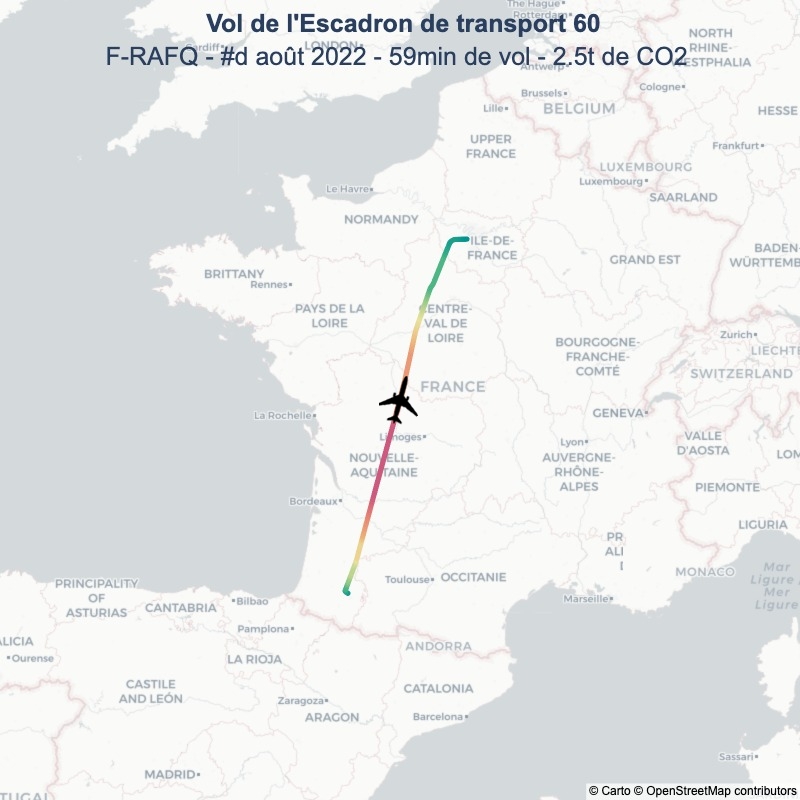 Vol de l'Escadron de transport 60
F-RAFQ - #d août 2022 - 59min de vol - 2.5t de CO2
The Hague
Rotterdam
Cardiff
LONDON
NORTH
RHINE-
WESTPHALIA
Antwerp
Brussels
Cologne
Lille
BELGIUM
HESSE
UPPER
FRANCE
Frankfurt
LUXEMBOURG
Luxembourg
SAARLAND
Le Havre
NORMANDY
ILE-DE-
FRANCE
GRAND EST
BADEN-
WÜRTTEMB
BRITTANY
Rennes
PAYS DE LA
LOIRE
CENTRE-
VAL DE
LOIRE
BOURGOGNE-
FRANCHE-
COMTÉ
Zurich
LIECHTE
SWITZERLAND
FRANCE
La Rochelle
GENEVA
Limoges
Lyon
VALLE
D'AOSTA
LOM
NOUVELLE-
AQUITAINE
AUVERGNE-
RHÔNE-
ALPES
PIEMONTE
Bordeaux
LIGURIA
PR
AL
MONACO
Mar
Ligure
Mer
Ligure
Toulouse
OCCITANIE
Marseille
PRINCIPALITY
OF
ASTURIAS
CANTABRIA
Bilbao
Pamplona
ALICIA
Ourense
LA RIOJA
ANDORRA
CASTILE
AND LEÓN
CATALONIA
Zaragoza
ARAGON
Barcelona
Sassari
MADRID
TUGAL
© Carto © OpenStreetMap contributors